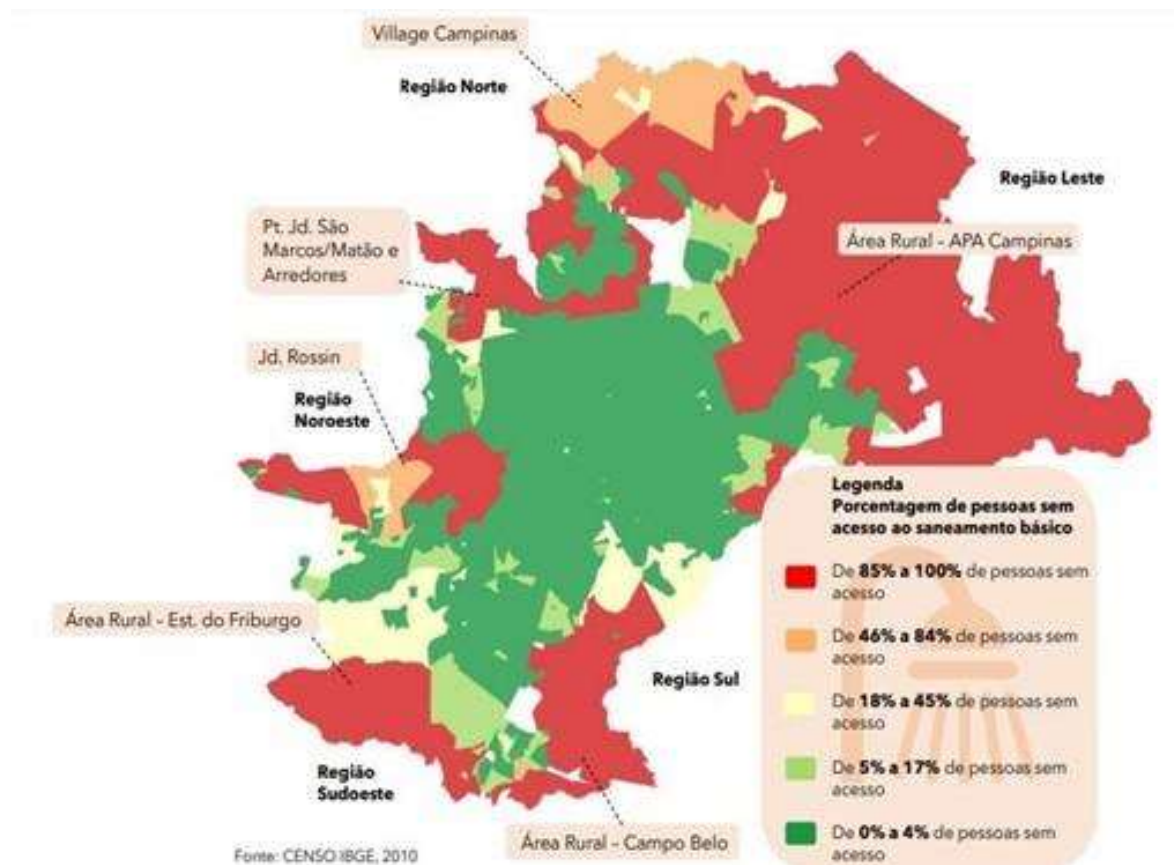 Village Campinas
Região Norte
Região Leste
Pt. Jd. São
Marcos/Matão e
Arredores
Área Rural - APA Campinas
Jd. Rossin
Região
Noroeste
Legenda
Porcentagem de pessoas sem
acesso ao saneamento básico
De 85% a 100% de pessoas sem
acesso
De 46% a 84% de pessoas sem
acesso
De 18% a 45% de pessoas sem
acesso
De 5% a 17% de pessoas sem
acesso
De 0% a 4% de pessoas sem
acesso
Área Rural - Est. do Friburgo
Região Sul
Região
Sudoeste
Área Rural - Campo Belo
Fonte: CENSO IBGE, 2010